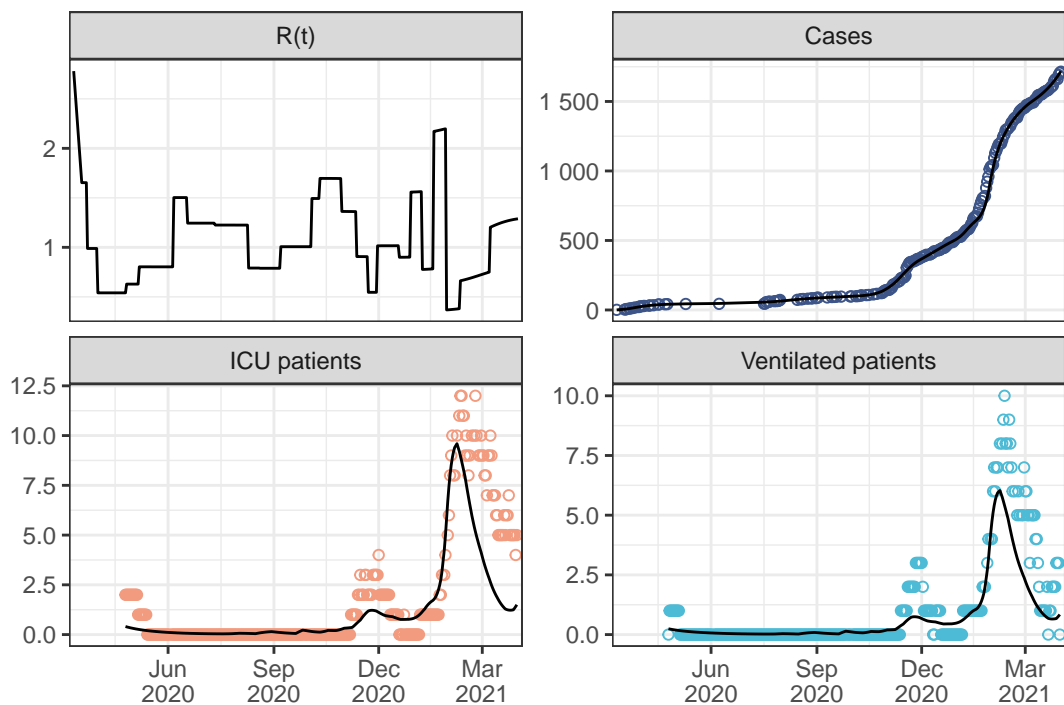 R(t)
Cases
2
1
1 500
1 000
500
0
ICU patients
Ventilated patients
12.5
10.0
7.5
5.0
2.5
0.0
10.0
7.5
5.0
2.5
0.0
Jun Sep Dec Mar
2020 2020 2020 2021
Jun Sep Dec Mar
2020 2020 2020 2021